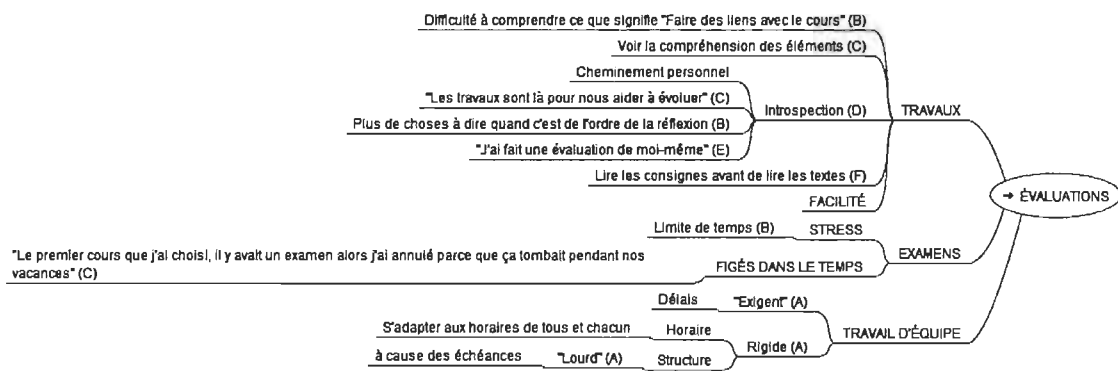 Difficulté à comprendre ce que signifie "Faire des liens avec le cours" (B)
Voir la compréhension des éléments (C)
Cheminement personnel
"Les travaux sont là pour nous aider à évoluer" (C)
Introspection (D)
TRAVAUX
Plus de choses à dire quand c'est de l'ordre de la réflexion (B)
"J'ai fait une évaluation de moi-même" (E)
Lire les consignes avant de lire les textes (F)
FACILITÉ
→ ÉVALUATIONS
Limite de temps (B)
STRESS
EXAMENS
"Le premier cours que j'ai choisi, il y avait un examen alors j'ai annulé parce que ça tombait pendant nos
vacances" (C)
FIGÉS DANS LE TEMPS
Délais
"Exigent" (A)
TRAVAIL D'ÉQUIPE
S'adapter aux horaires de tous et chacun
Horaire
Rigide (A)
à cause des échéances
"Lourd" (A)
Structure